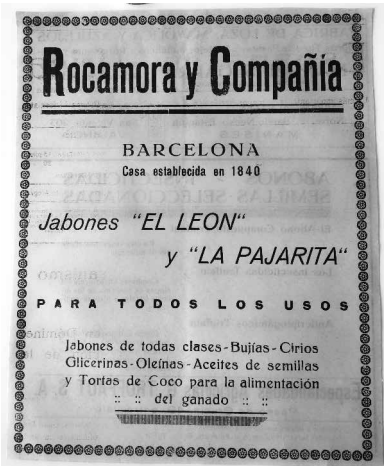 Rocamora y Compañía
BARCELONA
Casa establecida en 1840
Jabones "EL LEON"
y "LA PAJARITA"
PARA TODOS LOS USOS
Jabones de todas clases-Bujías-Cirios
Glicerinas-Oleínas-Aceites de semillas
y Tortas de Coco para la alimentación
:: :: del ganado :: ::